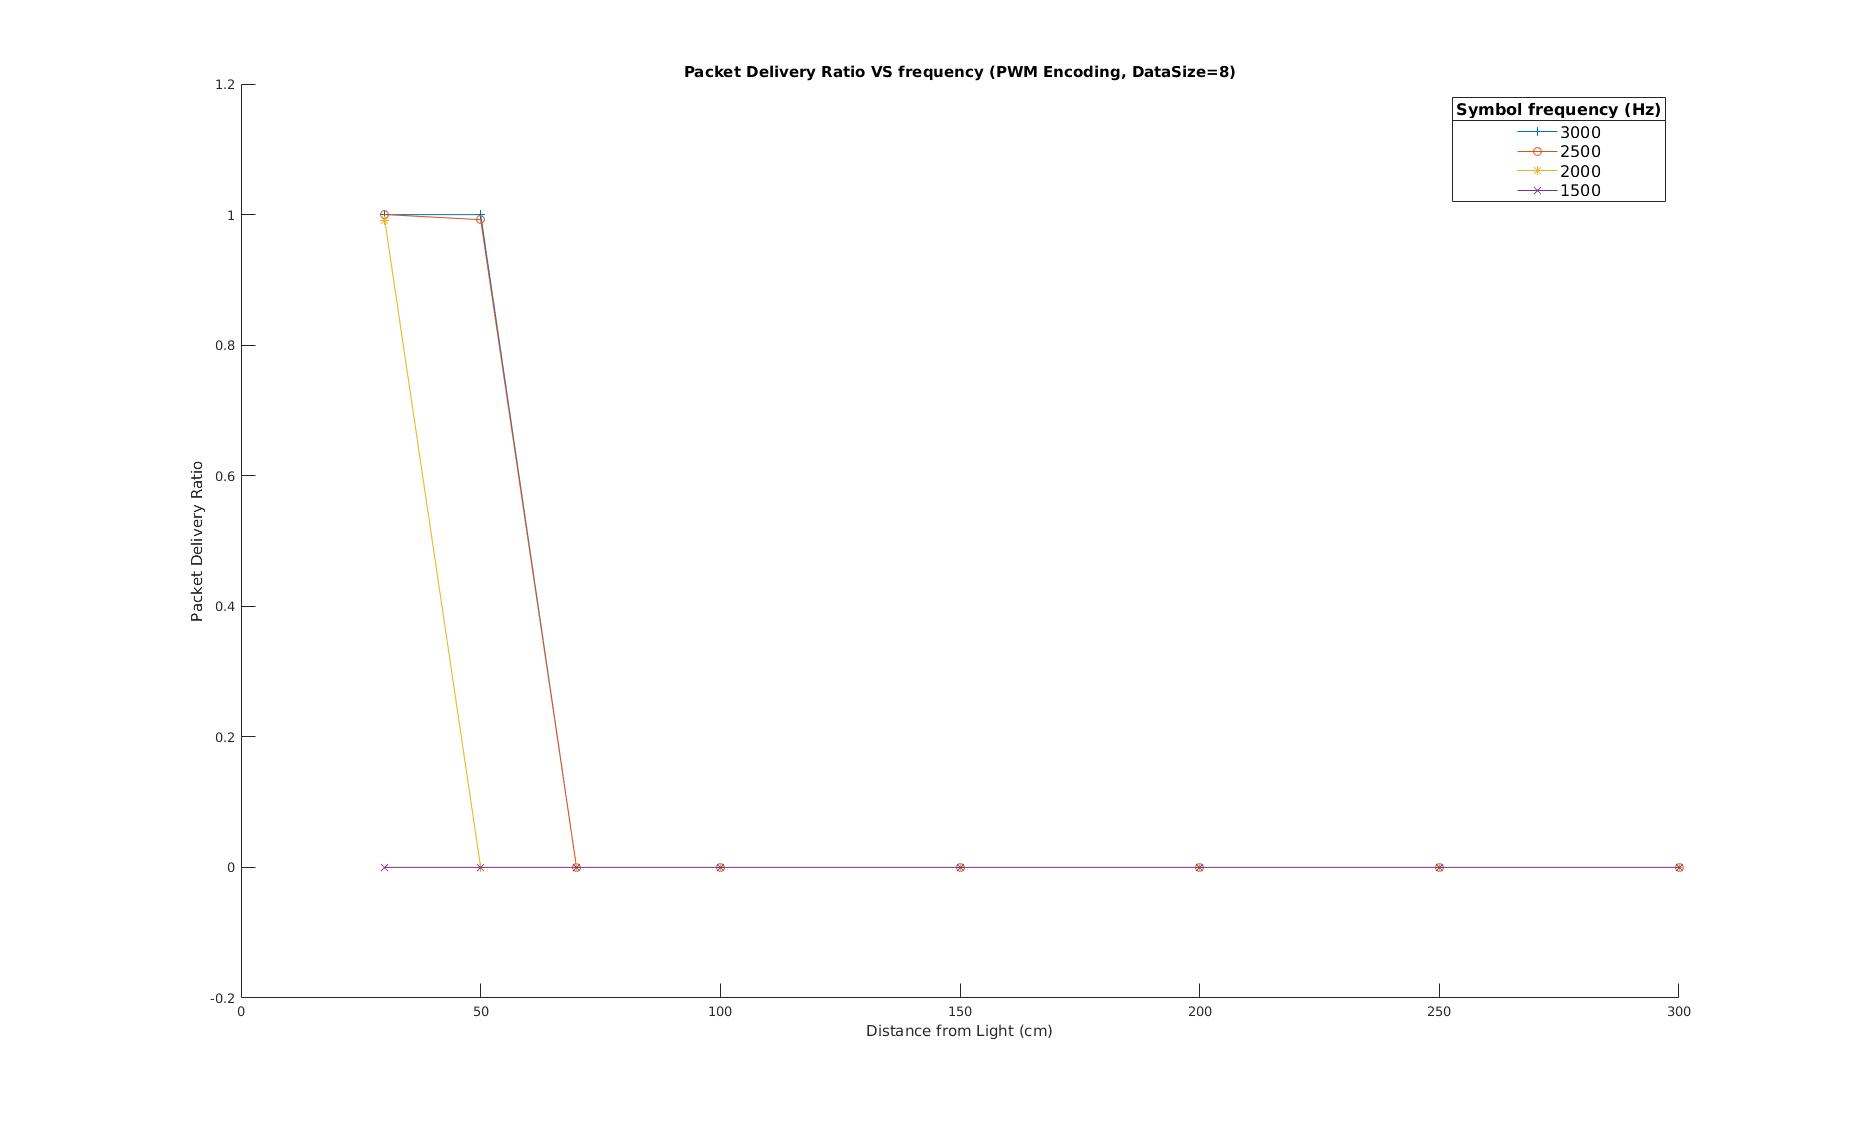 Packet Delivery Ratio VS frequency (PWM Encoding, DataSize=8)
Symbol frequency (Hz)
3000
2500
2000
1500
1.2
1
0.8
0.6
0.4
0.2
0
-0.2
Packet Delivery Ratio
0 50 100 150 200 250 300
Distance from Light (cm)